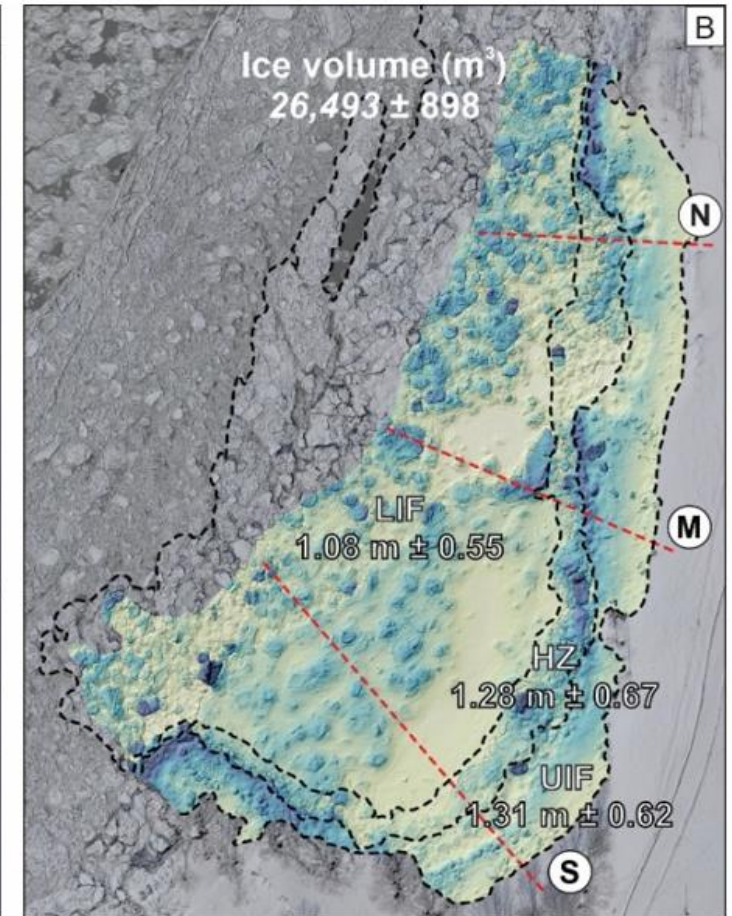 B
Ice volume (m³)
26,493 ± 898
N
M
LIF
1.08 m ± 0.55
HZ
1.28 m ± 0.67
UIF
1.31 m ± 0.62
S